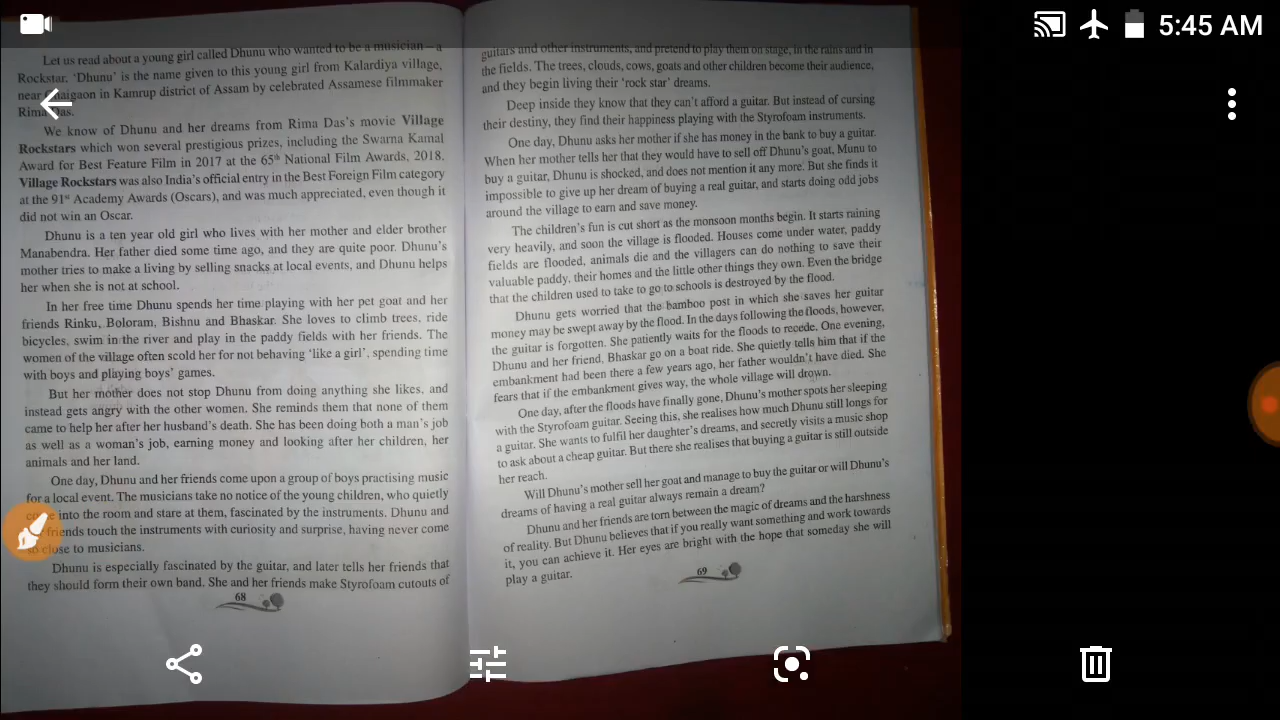 5:45 AM
Let us read about a young girl called Dhunu who wanted to be a musician – a
Rockstar. 'Dhunu' is the name given to this young girl from Kalardiya village,
near in Kamrup district of Assam by celebrated Assamese filmmaker
Rima Das.
We know of Dhunu and her dreams from Rima Das's movie Village
Rockstars which won several prestigious prizes, including the Swarna Kamal
Award for Best Feature Film in 2017 at the 65th National Film Awards, 2018.
Village Rockstars was also India's official entry in the Best Foreign Film category
at the 91st Academy Awards (Oscars), and was much appreciated, even though it
did not win an Oscar.
Dhunu is a ten year old girl who lives with her mother and elder brother
Manabendra. Her father died some time ago, and they are quite poor. Dhunu's
mother tries to make a living by selling snacks at local events, and Dhunu helps
her when she is not at school.
In her free time Dhunu spends her time playing with her pet goat and her
friends Rinku, Boloram, Bishnu and Bhaskar. She loves to climb trees, ride
bicycles, swim in the river and play in the paddy fields with her friends. The
women of the village often scold her for not behaving 'like a girl', spending time
with boys and playing boys' games.
But her mother does not stop Dhunu from doing anything she likes, and
instead gets angry with the other women. She reminds them that none of them
came to help her after her husband's death. She has been doing both a man's job
as well as a woman's job, earning money and looking after her children, her
animals and her land.
One day, Dhunu and her friends come upon a group of boys practising music
for a local event. The musicians take no notice of the young children, who quietly
come into the room and stare at them, fascinated by the instruments. Dhunu and
friends touch the instruments with curiosity and surprise, having never come
so close to musicians.
Dhunu is especially fascinated by the guitar, and later tells her friends that
they should form their own band. She and her friends make Styrofoam cutouts of
68
guitars and other instruments, and pretend to play them on stage, in the rains and in
the fields. The trees, clouds, cows, goats and other children become their audience,
and they begin living their 'rock star' dreams.
Deep inside they know that they can't afford a guitar. But instead of cursing
their destiny, they find their happiness playing with the Styrofoam instruments.
One day, Dhunu asks her mother if she has money in the bank to buy a guitar.
When her mother tells her that they would have to sell off Dhunu's goat, Munu to
buy a guitar, Dhunu is shocked, and does not mention it any more. But she finds it
impossible to give up her dream of buying a real guitar, and starts doing odd jobs
around the village to earn and save money.
The children's fun is cut short as the monsoon months begin. It starts raining
very heavily, and soon the village is flooded. Houses come under water, paddy
fields are flooded, animals die and the villagers can do nothing to save their
valuable paddy, their homes and the little other things they own. Even the bridge
that the children used to take to go to schools is destroyed by the flood.
Dhunu gets worried that the bamboo post in which she saves her guitar
money may be swept away by the flood. In the days following the floods, however,
the guitar is forgotten. She patiently waits for the floods to recede. One evening,
Dhunu and her friend, Bhaskar go on a boat ride. She quietly tells him that if the
embankment had been there a few years ago, her father wouldn't have died. She
fears that if the embankment gives way, the whole village will drown.
One day, after the floods have finally gone, Dhunu's mother spots her sleeping
with the Styrofoam guitar. Seeing this, she realises how much Dhunu still longs for
a guitar. She wants to fulfil her daughter's dreams, and secretly visits a music shop
to ask about a cheap guitar. But there she realises that buying a guitar is still outside
her reach.
Will Dhunu's mother sell her goat and manage to buy the guitar or will Dhunu's
dreams of having a real guitar always remain a dream?
Dhunu and her friends are torn between the magic of dreams and the harshness
of reality. But Dhunu believes that if you really want something and work towards
it, you can achieve it. Her eyes are bright with the hope that someday she will
play a guitar.
69